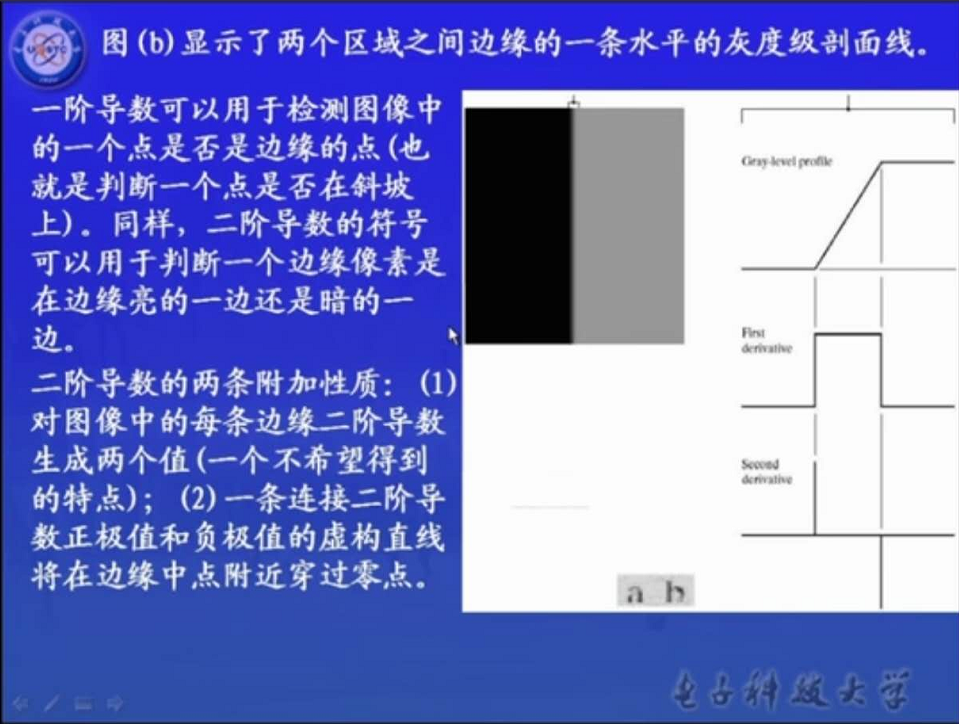 图(b)显示了两个区域之间边缘的一条水平的灰度级剖面线。
一阶导数可以用于检测图像中
的一个点是否是边缘的点(也
就是判断一个点是否在斜坡
上)。同样，二阶导数的符号
可以用于判断一个边缘像素是
在边缘亮的一边还是暗的一
边。
二阶导数的两条附加性质：(1)
对图像中的每条边缘二阶导数
生成两个值(一个不希望得到
的特点)；(2)一条连接二阶导
数正极值和负极值的虚构直线
将在边缘中点附近穿过零点。
Gray-level profile
First
derivative
Second
derivative
a b
电子科技大学